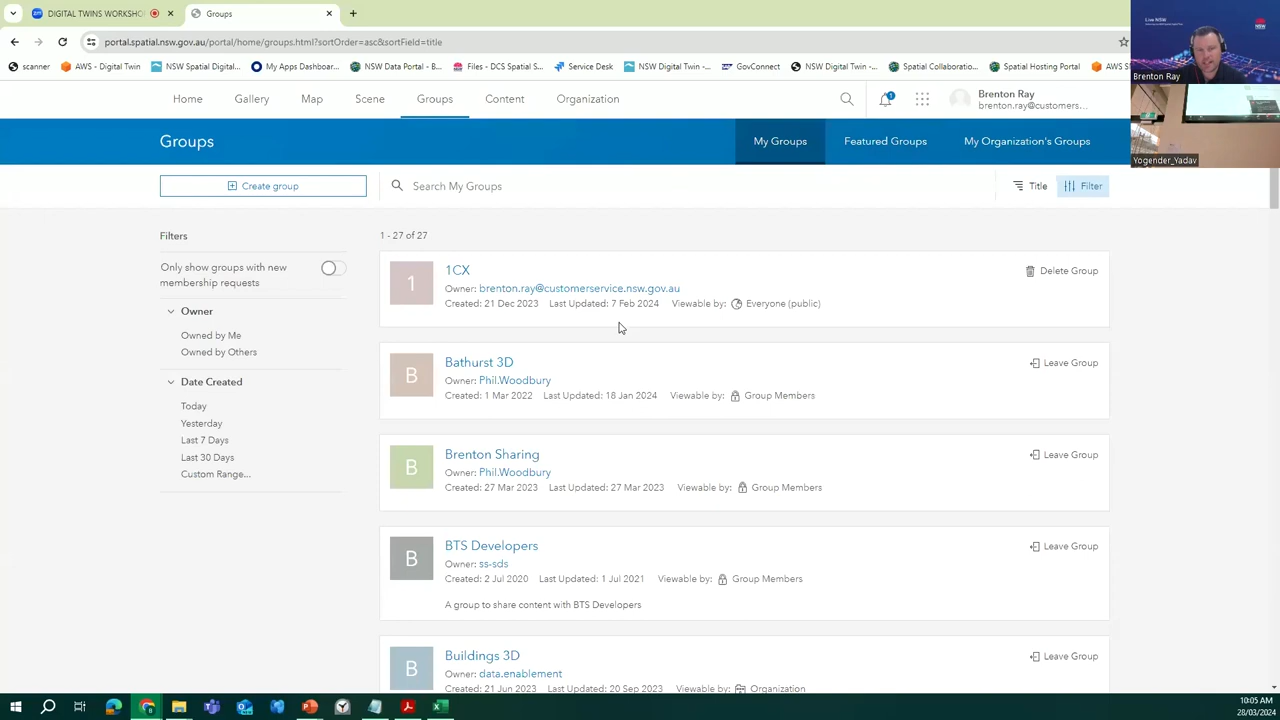 DIGITAL TWINS WORKSHOP
Groups
portal.spatial.nsw.gov.au/portal/home/groups.html?sortOrder=asc&sortField=title
scanner
AWS - Digital Twin
NSW Spatial Digital...
My Apps Dashboard...
NSW Data Portal - B...
Files - DCS Spatial S...
Service Desk
NSW Digital Twin -...
GovConnect
NSW Digital Twin -...
Spatial Collaboratio...
Spatial Hosting Portal
AWS S
Live NSW
NSW
Brenton Ray
Yogender_Yadav
Home
Gallery
Map
Scene
Groups
Content
Organization
1
Brenton Ray
brenton.ray@customers...
Groups
My Groups
Featured Groups
My Organization's Groups
Create group
Search My Groups
Title
Filter
Filters
Only show groups with new
membership requests
Owner
Owned by Me
Owned by Others
Date Created
Today
Yesterday
Last 7 Days
Last 30 Days
Custom Range...
1 - 27 of 27
1
1CX
Owner: brenton.ray@customerservice.nsw.gov.au
Created: 21 Dec 2023 Last Updated: 7 Feb 2024 Viewable by: Everyone (public)
Delete Group
B
Bathurst 3D
Owner: Phil.Woodbury
Created: 1 Mar 2022 Last Updated: 18 Jan 2024 Viewable by: Group Members
Leave Group
B
Brenton Sharing
Owner: Phil.Woodbury
Created: 27 Mar 2023 Last Updated: 27 Mar 2023 Viewable by: Group Members
Leave Group
B
BTS Developers
Owner: ss-sds
Created: 2 Jul 2020 Last Updated: 1 Jul 2021 Viewable by: Group Members
A group to share content with BTS Developers
Leave Group
B
Buildings 3D
Owner: data.enablement
Created: 21 Jun 2023 Last Updated: 20 Sep 2023 Viewable by: Organization
Leave Group
10:05 AM
28/03/2024